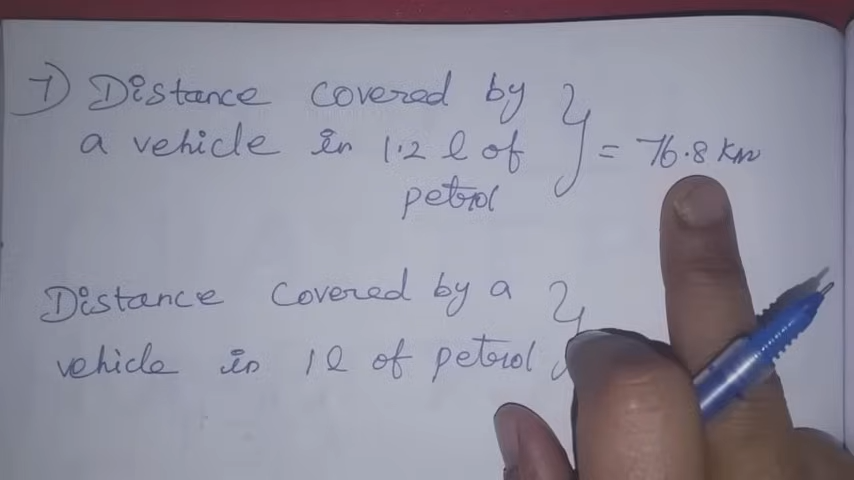 7) Distance covered by
a vehicle in 1.2 l of } = 76.8 km
petrol
Distance covered by a }
vehicle in 1l of petrol